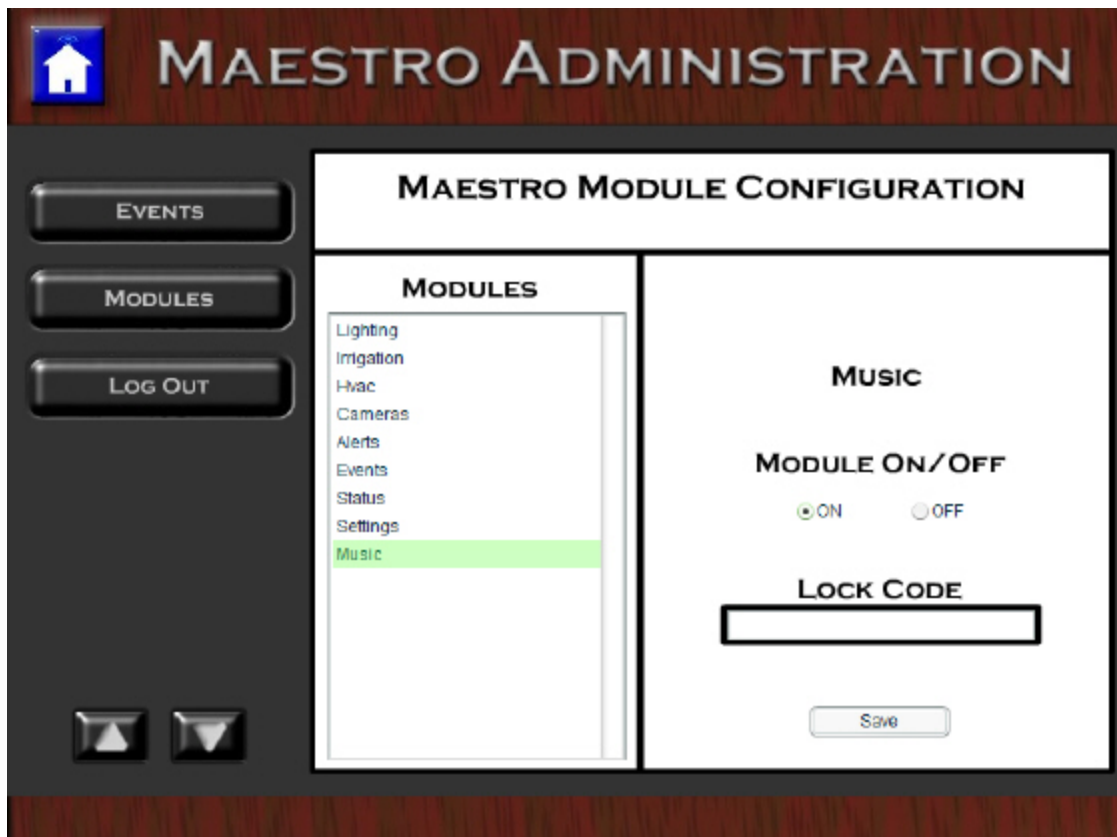 MAESTRO ADMINISTRATION
EVENTS
MODULES
LOG OUT
MAESTRO MODULE CONFIGURATION
MODULES
Lighting
Irrigation
Hvac
Cameras
Alerts
Events
Status
Settings
Music
MUSIC
MODULE ON/OFF
ON OFF
LOCK CODE
Save